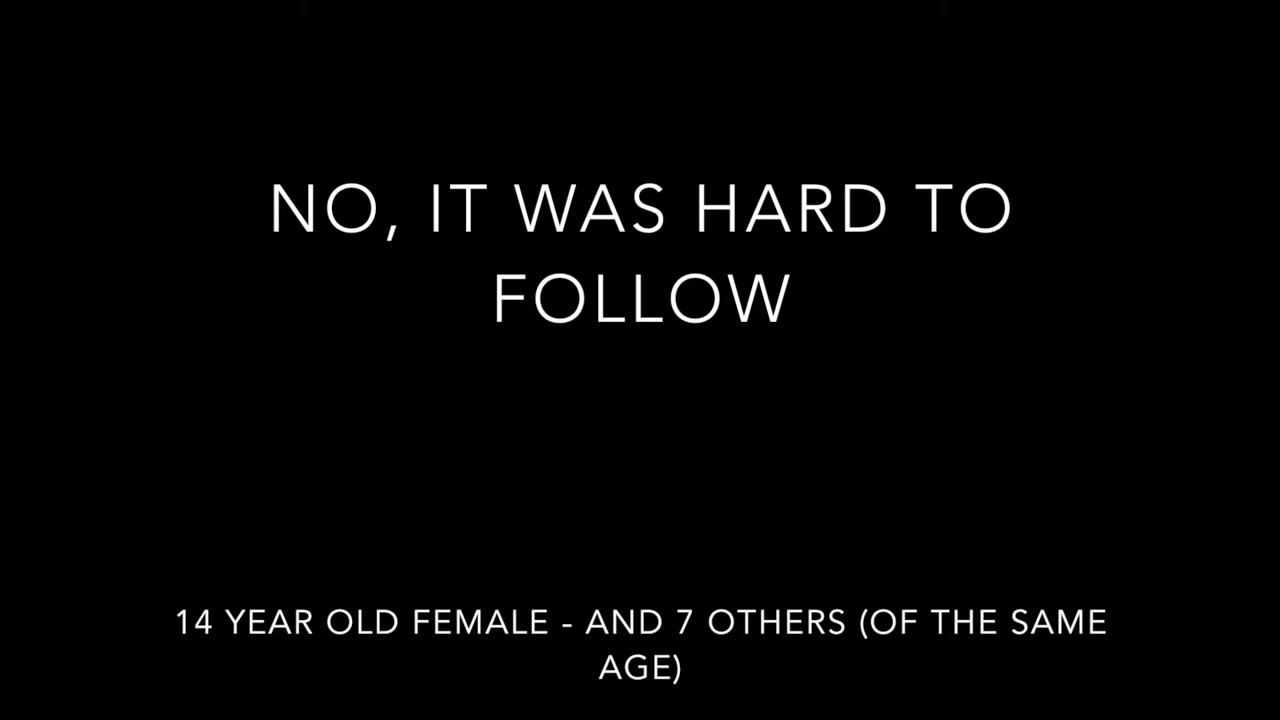 NO, IT WAS HARD TO
FOLLOW
14 YEAR OLD FEMALE - AND 7 OTHERS (OF THE SAME
AGE)